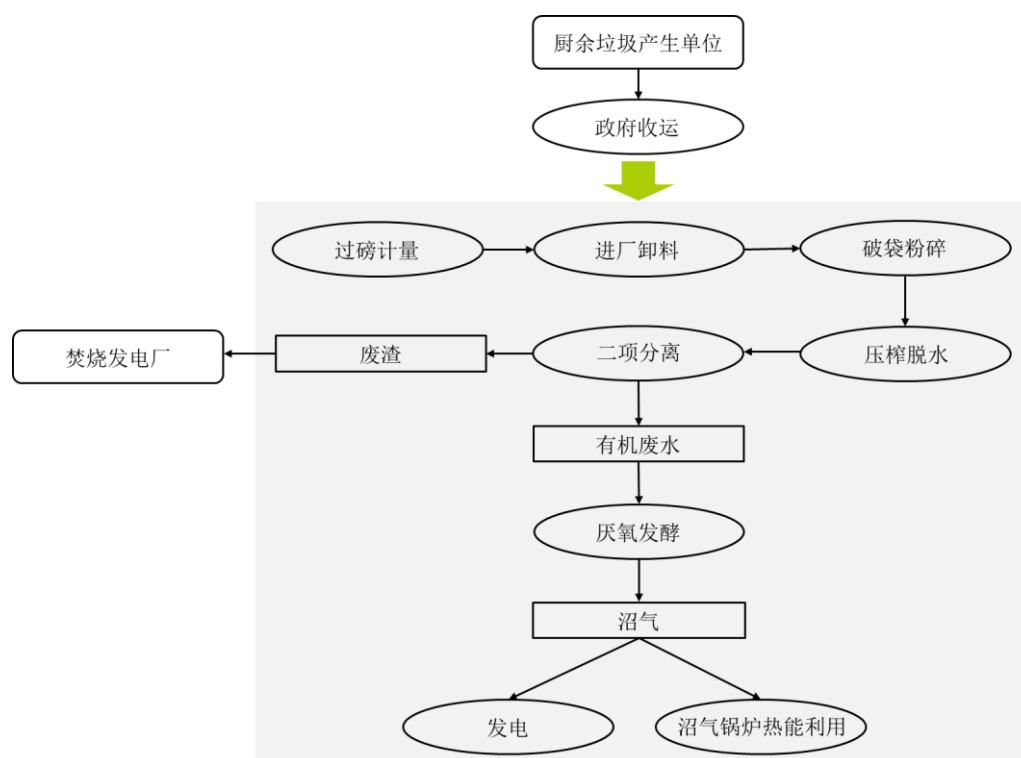 厨余垃圾产生单位
政府收运
过磅计量
进厂卸料
破袋粉碎
焚烧发电厂
废渣
二项分离
压榨脱水
有机废水
厌氧发酵
沼气
发电
沼气锅炉热能利用